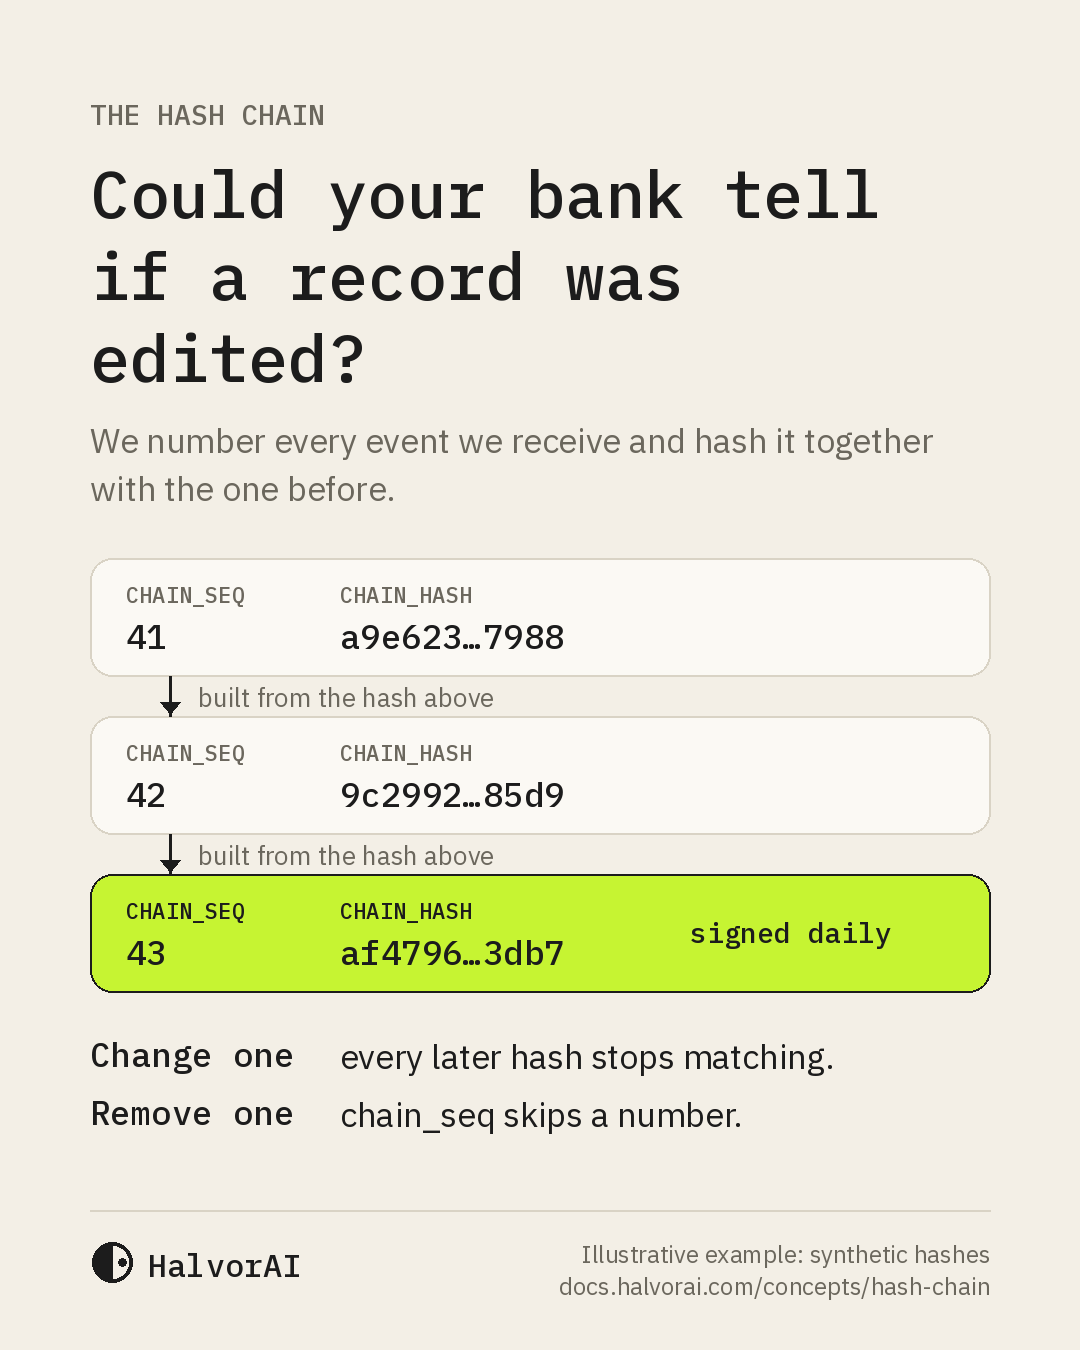 THE HASH CHAIN
Could your bank tell
if a record was
edited?
We number every event we receive and hash it together
with the one before.
CHAIN_SEQ CHAIN_HASH
41 a9e623…7988
built from the hash above
CHAIN_SEQ CHAIN_HASH
42 9c2992…85d9
built from the hash above
CHAIN_SEQ CHAIN_HASH
43 af4796…3db7
signed daily
Change one every later hash stops matching.
Remove one chain_seq skips a number.
HalvorAI
Illustrative example: synthetic hashes
docs.halvorai.com/concepts/hash-chain